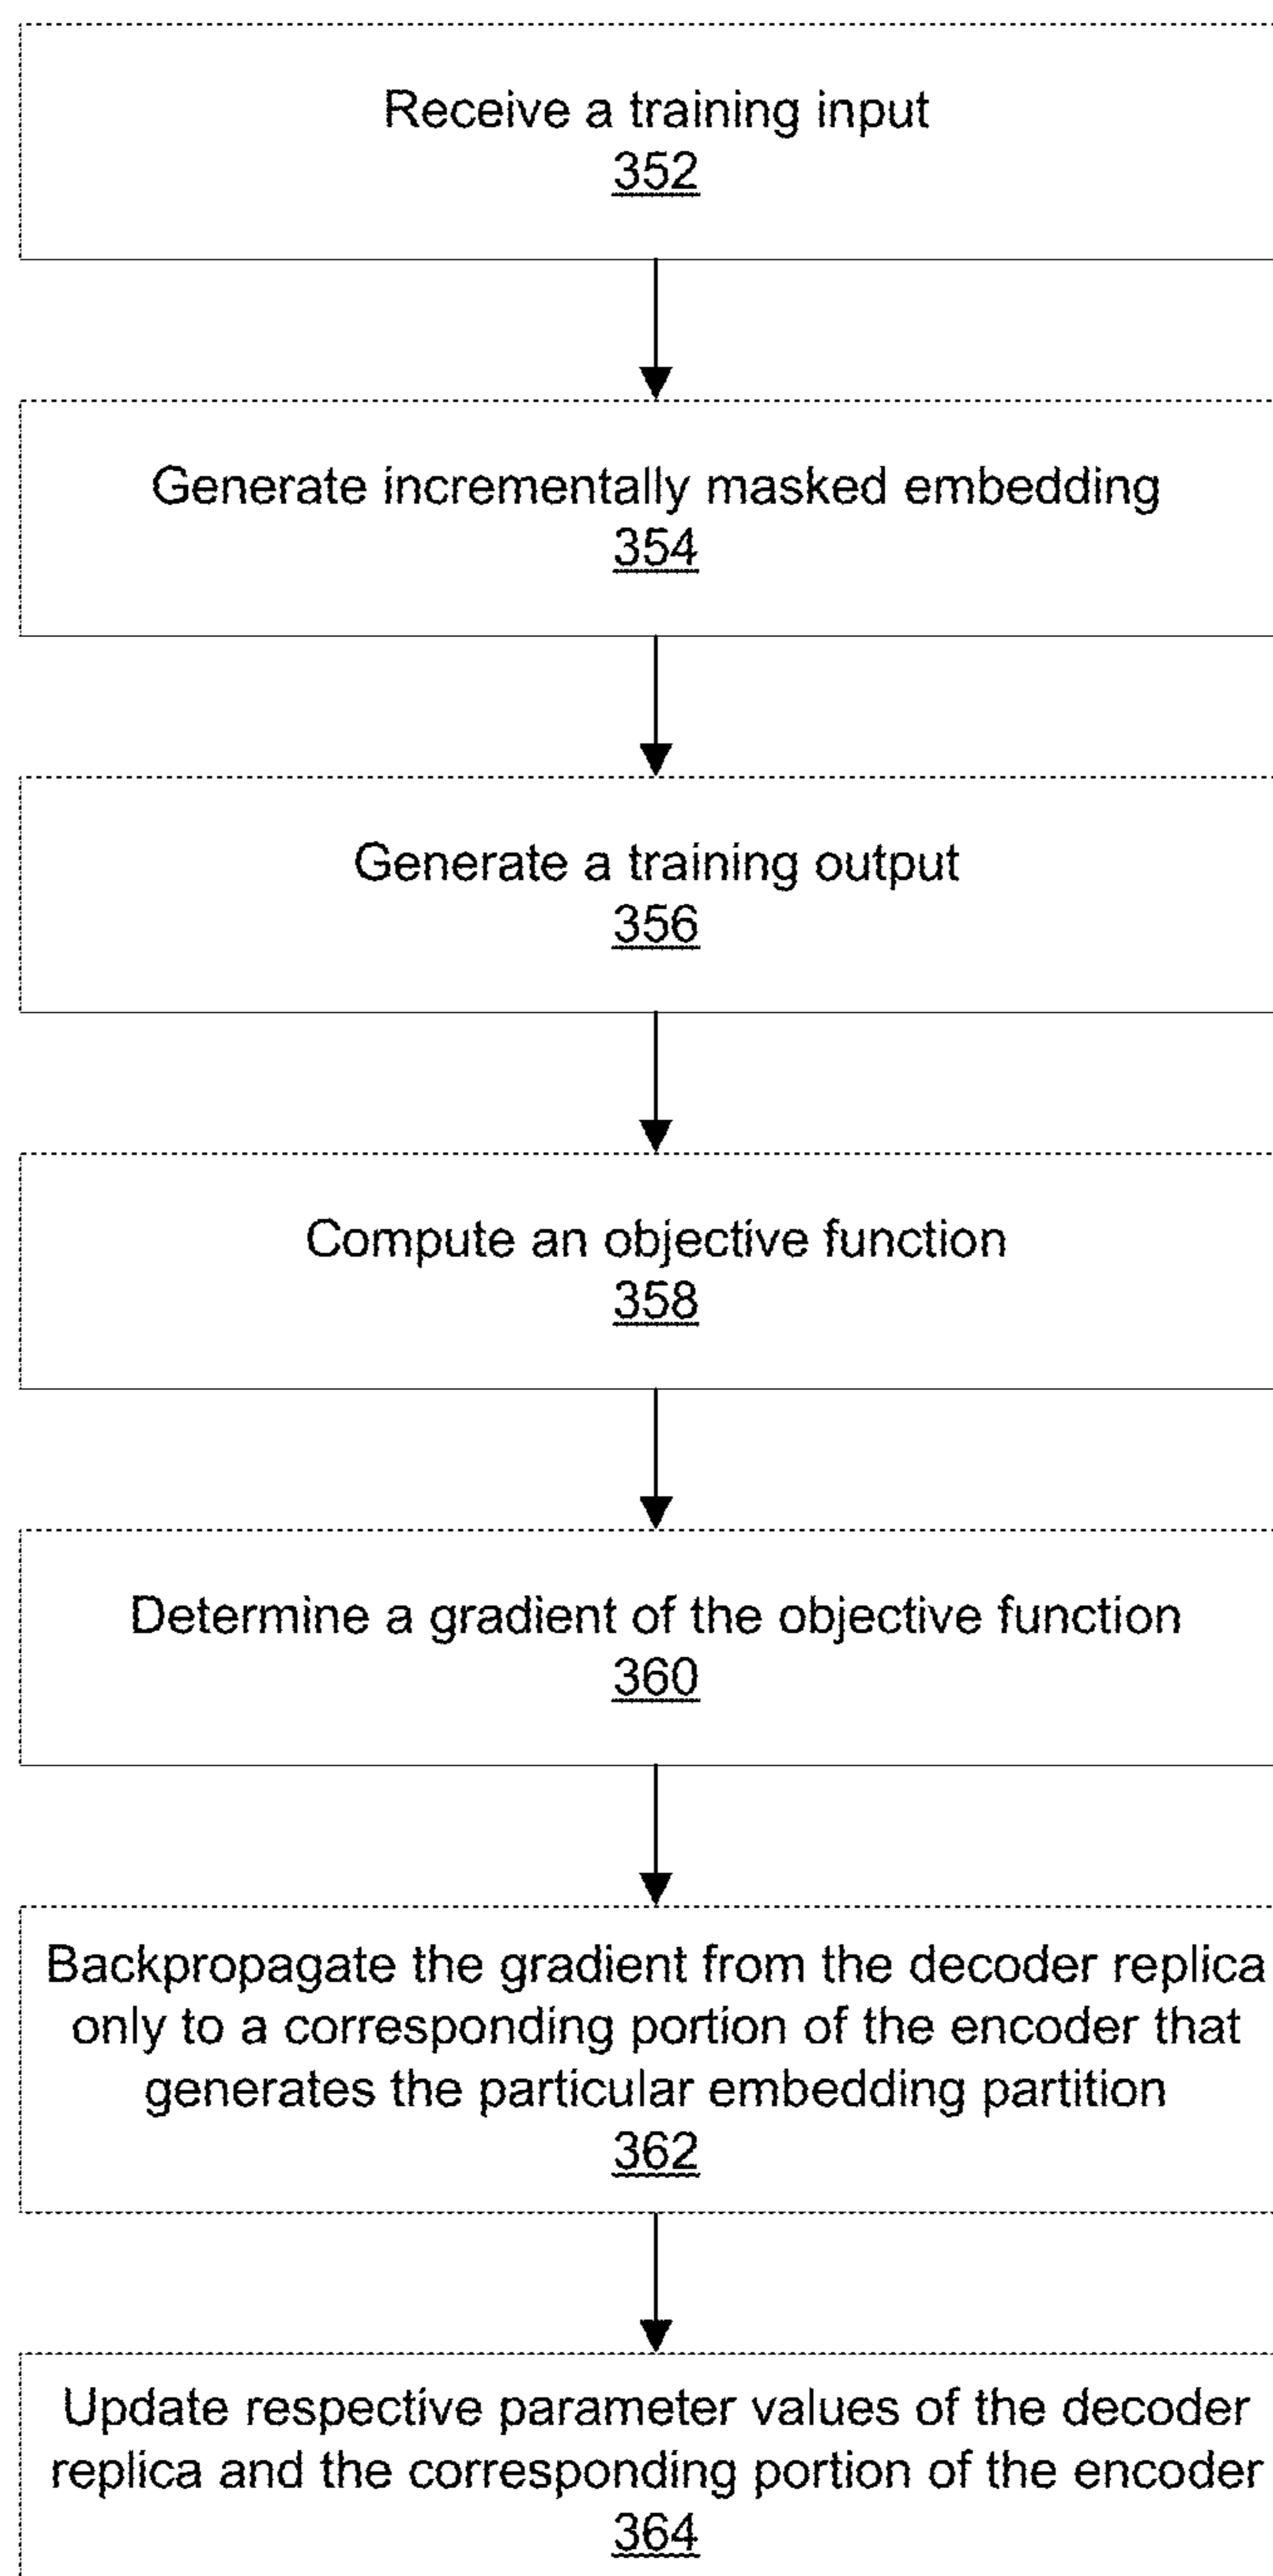 Receive a training input
352
Generate incrementally masked embedding
354
Generate a training output
356
Compute an objective function
358
Determine a gradient of the objective function
360
Backpropagate the gradient from the decoder replica
only to a corresponding portion of the encoder that
generates the particular embedding partition
362
Update respective parameter values of the decoder
replica and the corresponding portion of the encoder
364